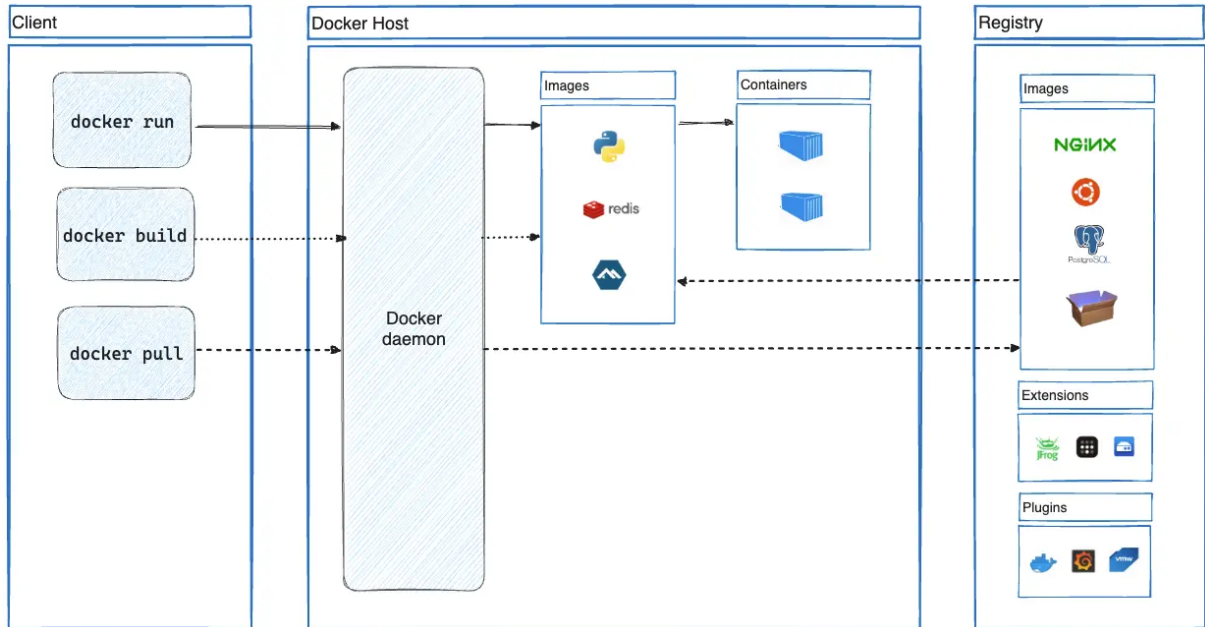 Client
docker run
docker build
docker pull
Docker Host
Docker
daemon
Images
redis
Containers
Registry
Images
NGINX
PostgreSQL
Extensions
JFrog
Plugins
vmw